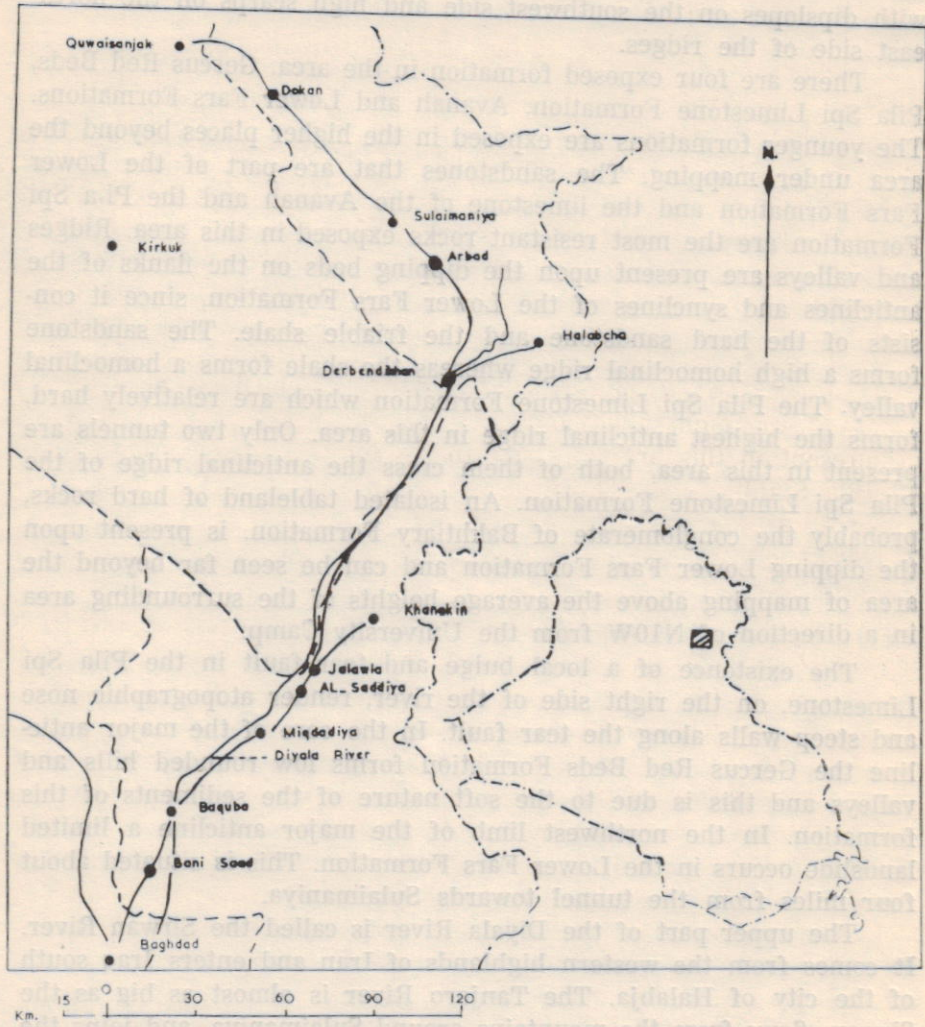 with dipslopes on the southwest side and high scarps on the
east side of the ridges.
There are four exposed formation in the area. Gercus Red Beds,
Pila Spi Limestone Formation. Avanah and Lower Fars Formations.
The younger formations are exposed in the higher places beyond the
area under mapping. The sandstones that are part of the Lower
Fars Formation and the limestone of the Avanah and the Pila Spi
Formation are the most resistant rocks exposed in this area. Ridges
and valleys are present upon the dipping beds on the flanks of the
anticlines and synclines of the Lower Fars Formation, since it con-
sists of the hard sandstone and the friable shale. The sandstone
forms a high homoclinal ridge whereas the shale forms a homoclinal
valley. The Pila Spi Limestone Formation which are relatively hard,
forms the highest anticlinal ridge in this area. Only two tunnels are
present in this area, both of them cross the anticlinal ridge of the
Pila Spi Limestone Formation. An isolated tableland of hard rocks,
probably the conglomerate of Bakhtiary Formation, is present upon
the dipping Lower Fars Formation and can be seen far beyond the
area of mapping above the average heights of the surrounding area
in a direction of N10W from the University Camp.
The existence of a local bulge and tear fault in the Pila Spi
Limestone, on the right side of the river, render atopographic nose
and steep walls along the tear fault. In the core of the major anti-
line the Gercus Red Beds Formation forms low rounded hills and
valleys and this is due to the soft nature of the sediments of this
formation. In the northwest limb of the major anticline a limited
landslide occurs in the Lower Fars Formation. This is situated about
four miles from the tunnel towards Sulaimaniya.
The upper part of the Diyala River is called the Sirwan River.
It comes from the western highlands of Iran and enters Iraq south
of the city of Halabja. The Tanjero River is almost as big as the
Quwaisanjak
Dokan
N.
Sulaimaniya
Kirkuk
Arbad
Halabcha
Derbendikhan
Khanakin
Jalawla
AL-Saddiya
Miqdadiya
Diyala River
Baquba
Bani Saad
Baghdad
15 0 30 60 90 120
Km.